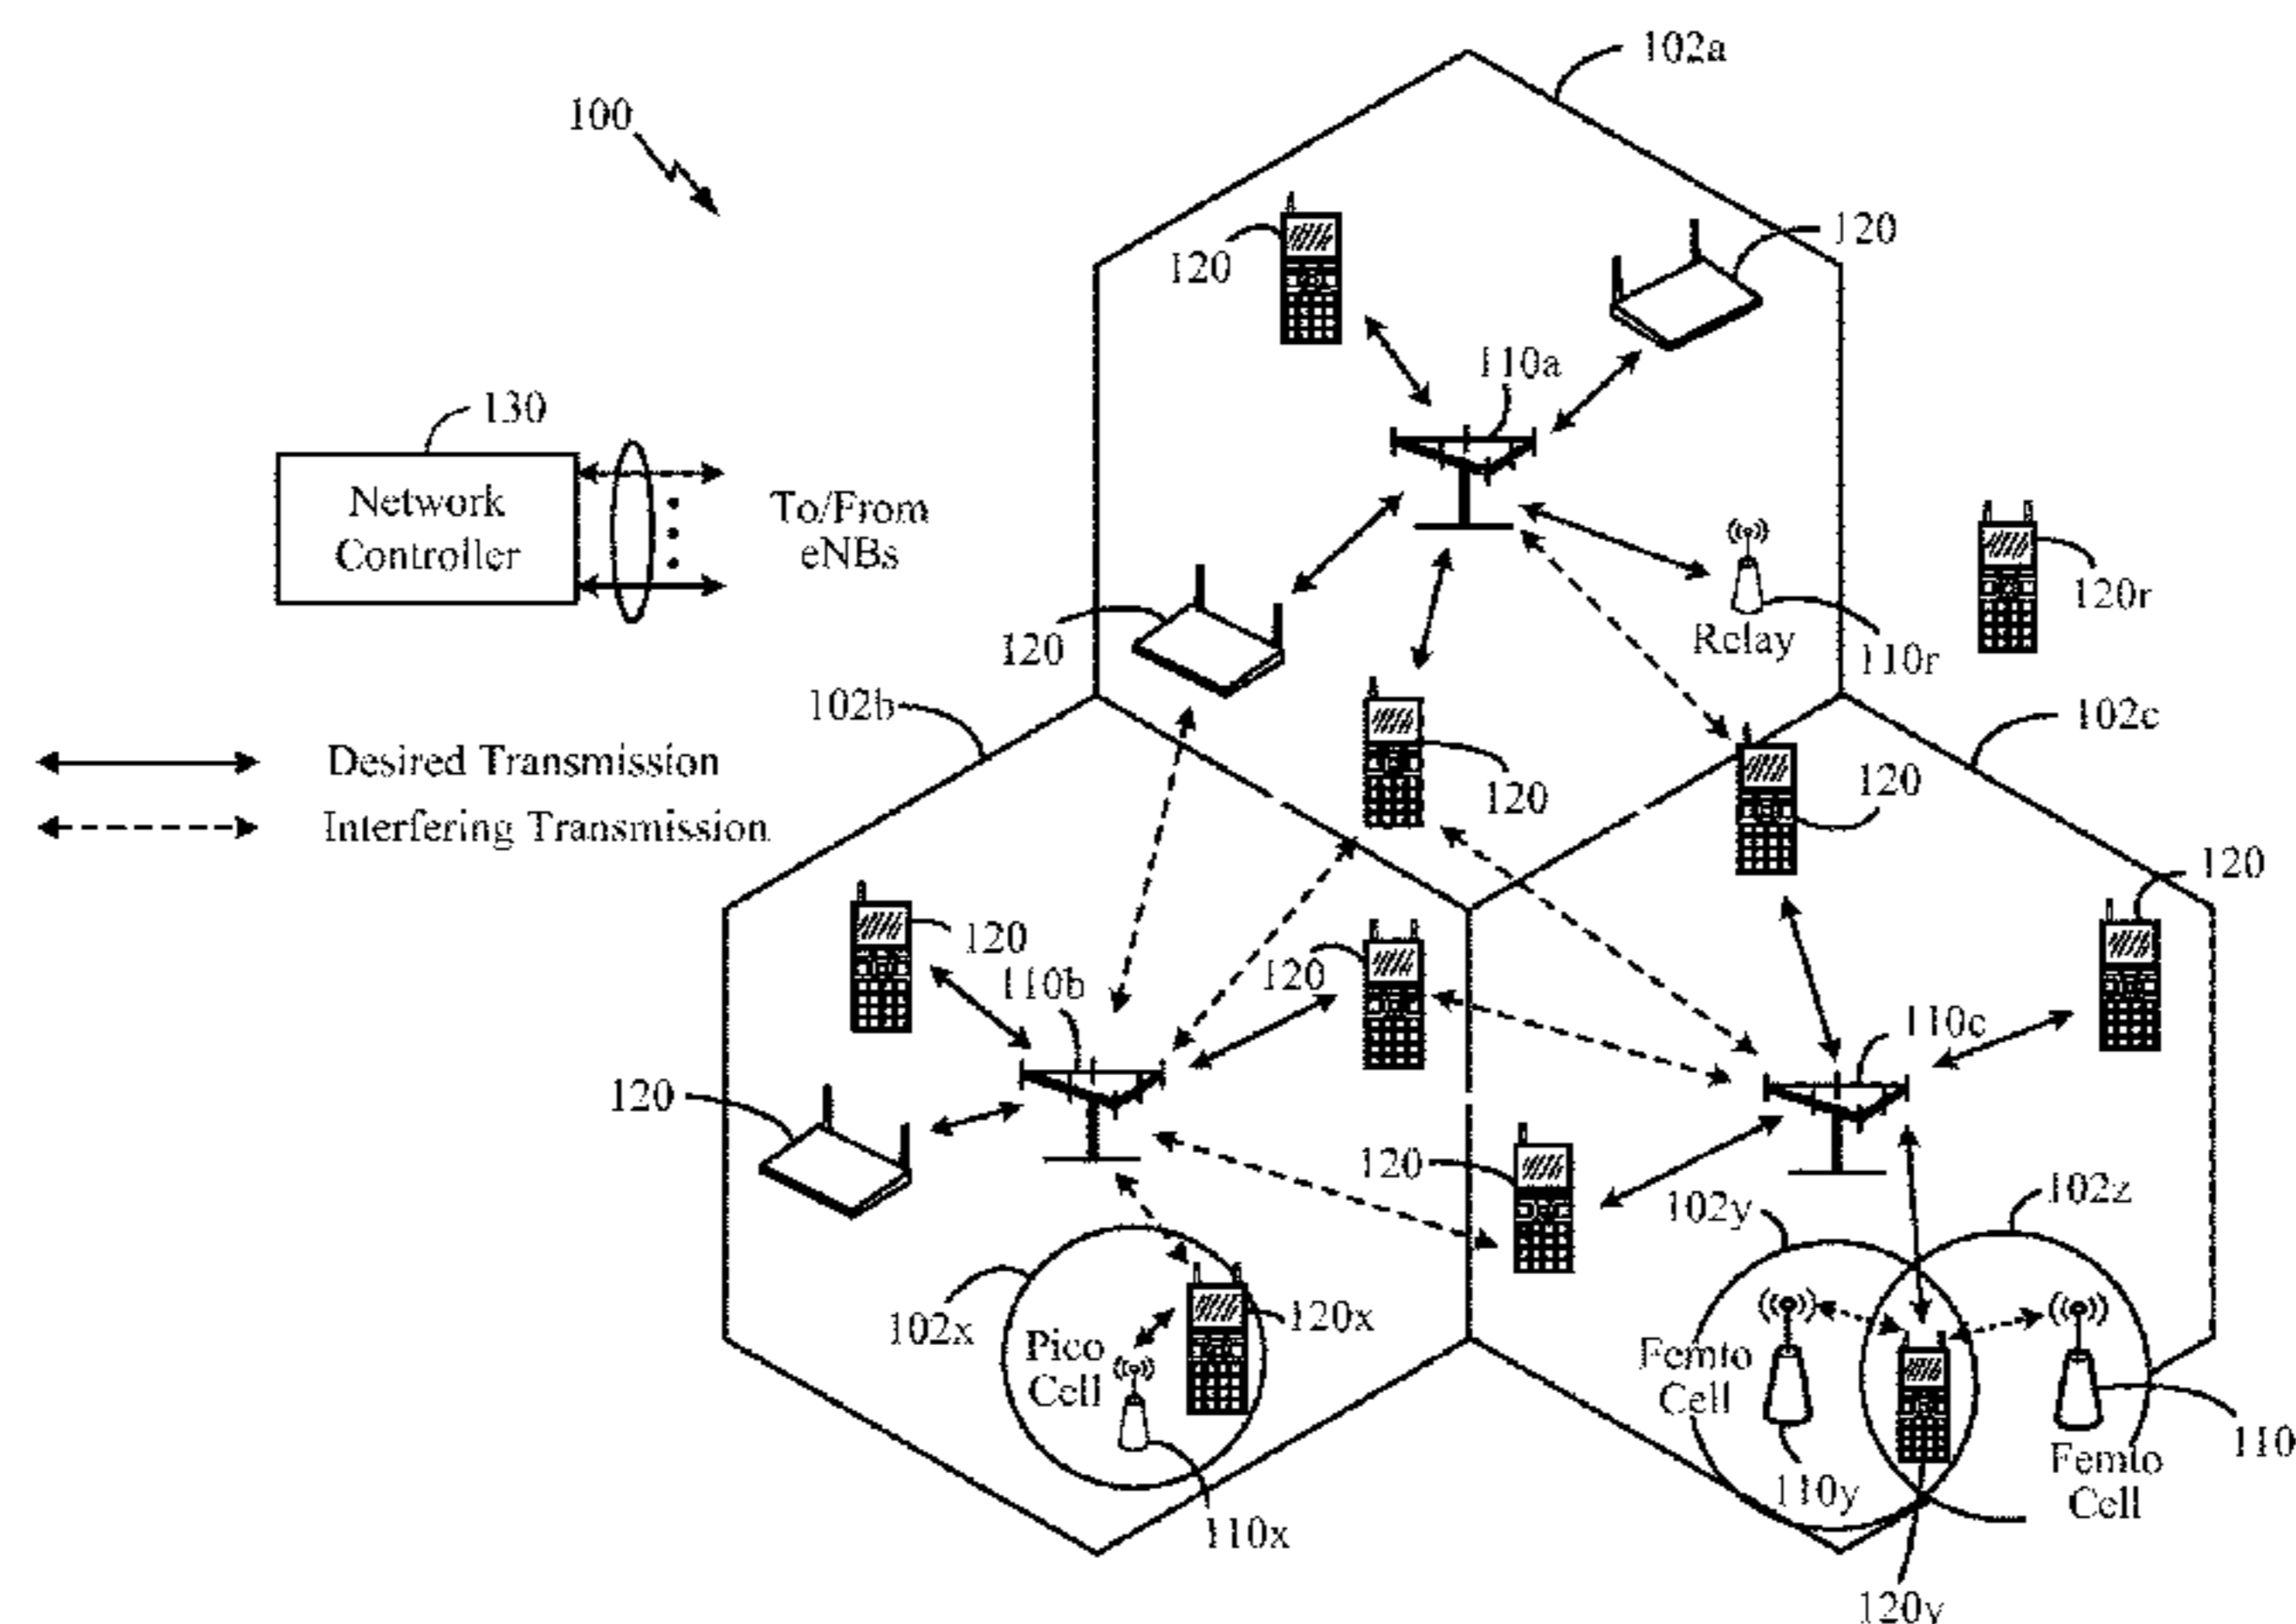 102a
100
120
120
110a
130
Network
Controller
To/From
eNBs
120r
120
Relay
110r
102b
102c
Desired Transmission
120
120
Interfering Transmission
120
120
120
110b
110c
120
120
102y
102z
102x
Pico
Cell
120x
Femto
Cell
110y
110
Femto
Cell
110x
120y